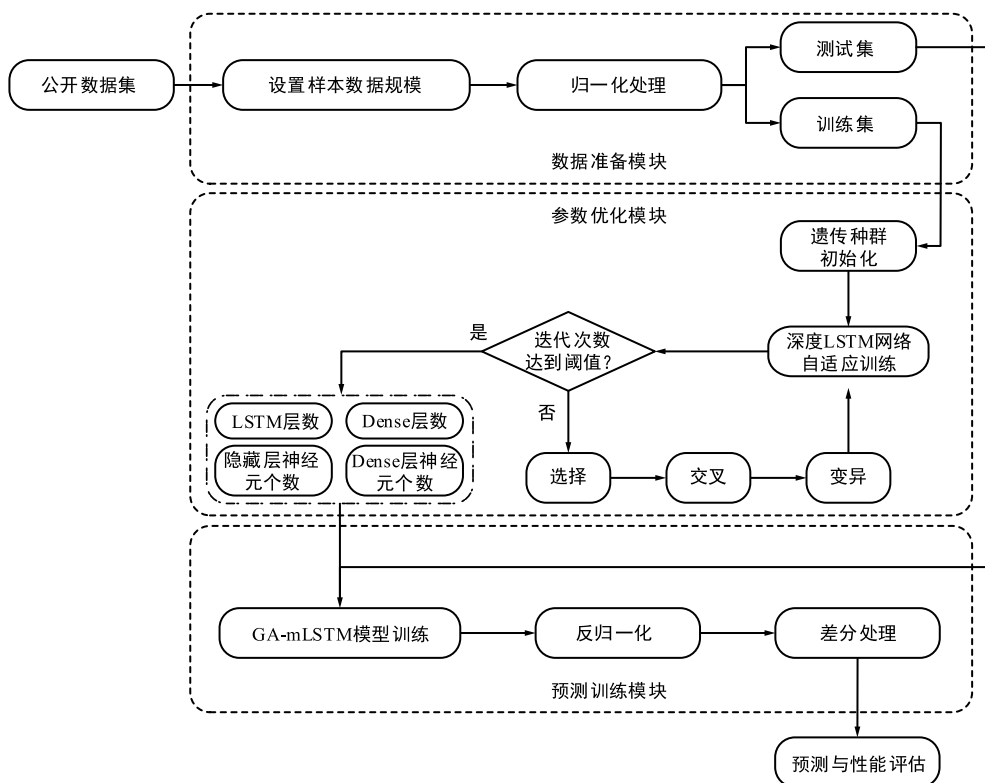 公开数据集
设置样本数据规模
归一化处理
测试集
训练集
数据准备模块
参数优化模块
遗传种群
初始化
深度LSTM网络
自适应训练
迭代次数
达到阈值?
是
否
LSTM层数
Dense层数
隐藏层神经
元个数
Dense层神经
元个数
选择
交叉
变异
GA-mLSTM模型训练
反归一化
差分处理
预测训练模块
预测与性能评估